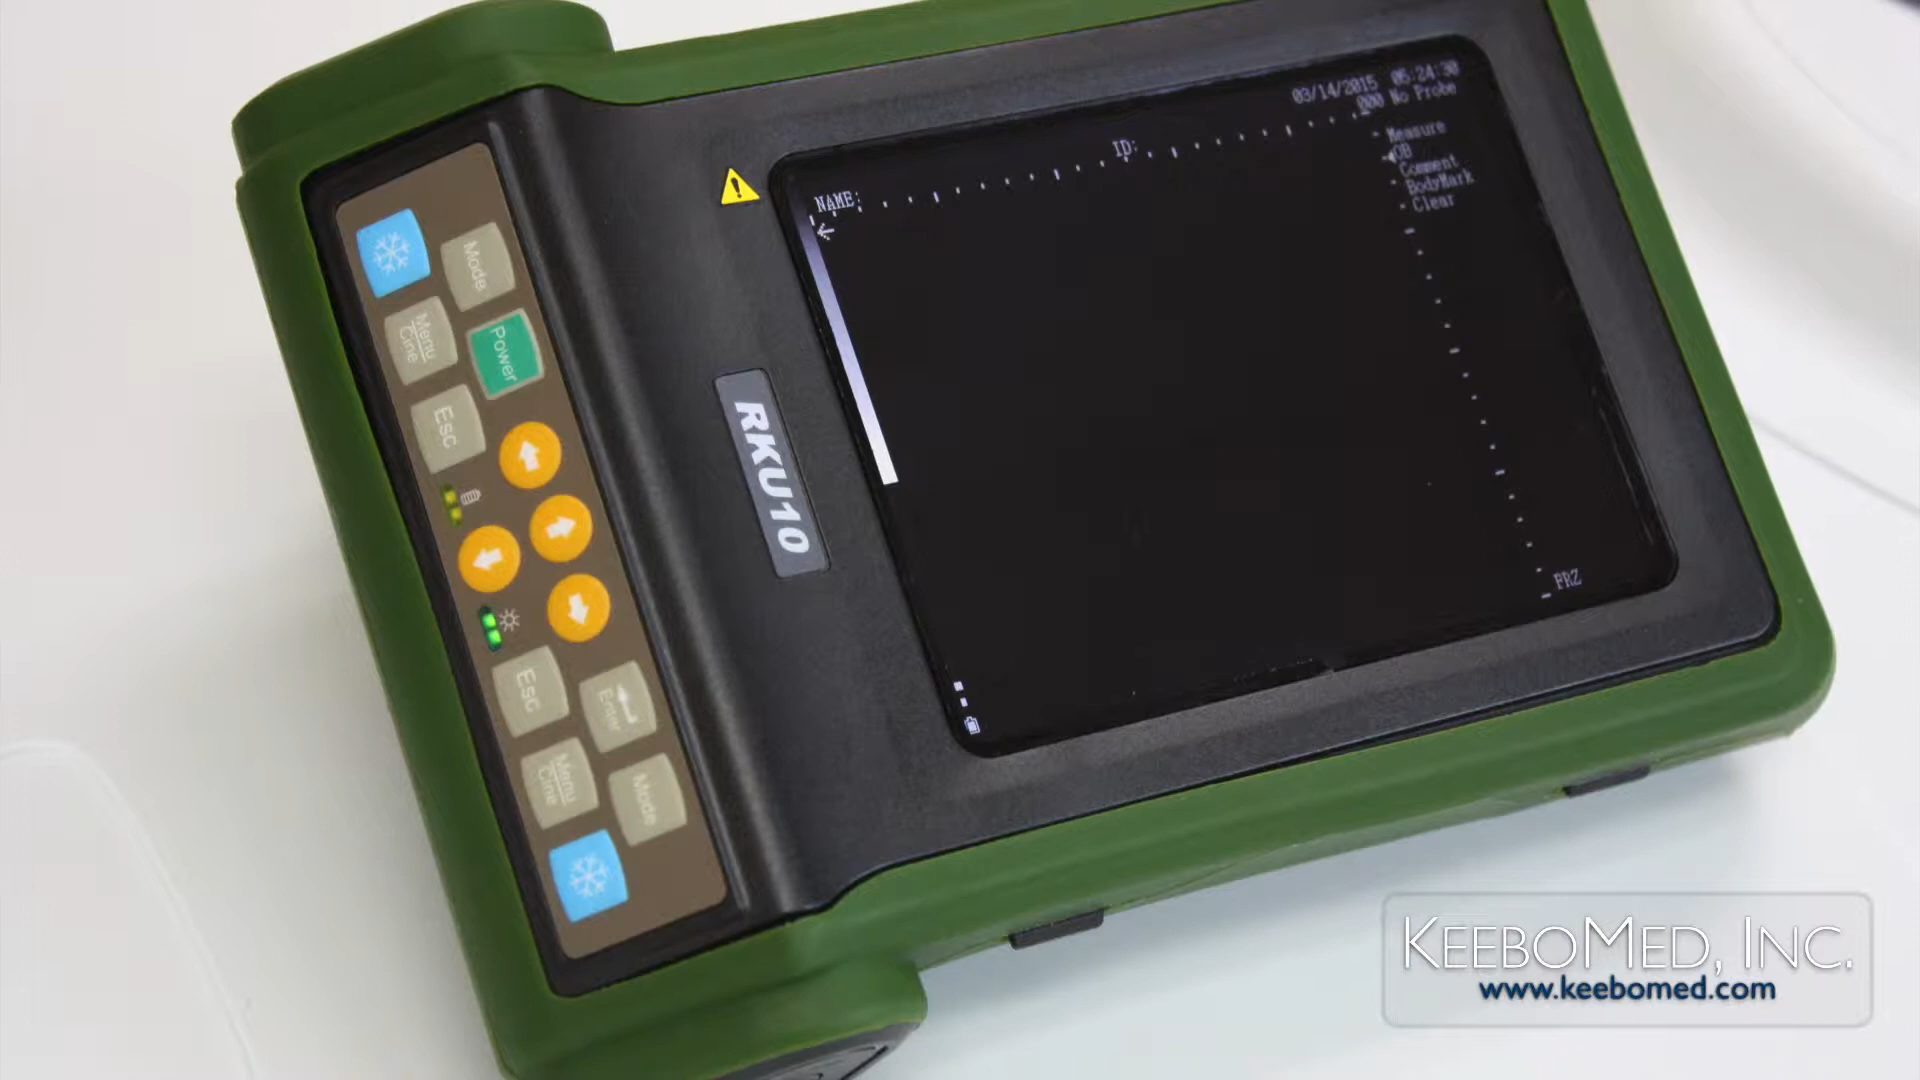 03/14/2015 05:24:30
000 No Probe
ID:
NAME:
- Measure
OB
- Comment
BodyMark
- Clear
FRZ
RKU10
Mode
Menu
Cine
Power
Esc
Esc
Enter
Menu
Cine
Mode
KEEBOMED, INC.
www.keebomed.com